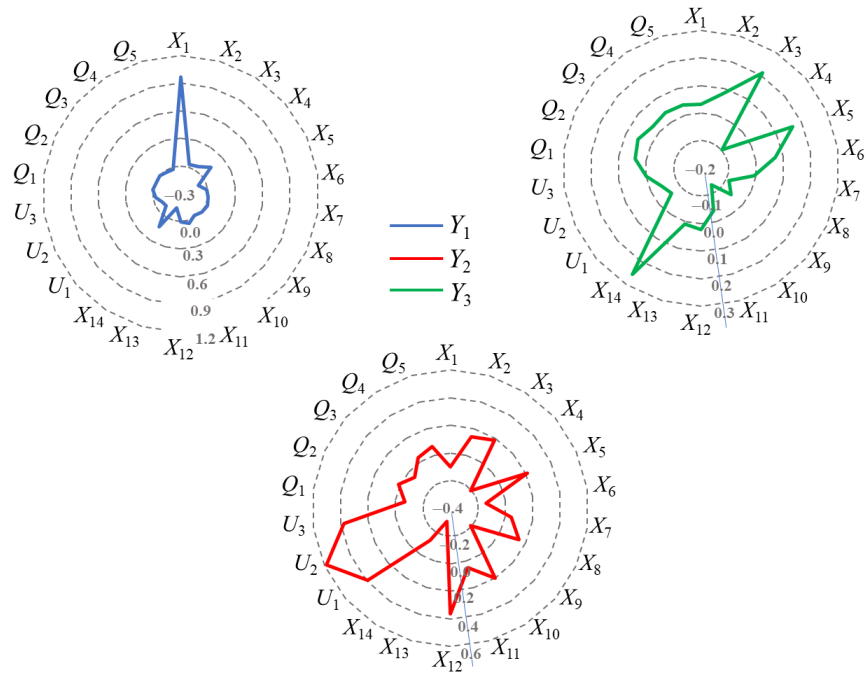 X1
X2
X3
X4
X5
X6
X7
X8
X9
X10
X11
X12
X13
X14
U1
U2
U3
Q1
Q2
Q3
Q4
Q5
−0.3
0.0
0.3
0.6
0.9
1.2
Y1
Y2
Y3
X1
X2
X3
X4
X5
X6
X7
X8
X9
X10
X11
X12
X13
X14
U1
U2
U3
Q1
Q2
Q3
Q4
Q5
−0.2
−0.1
0.0
0.1
0.2
0.3
X1
X2
X3
X4
X5
X6
X7
X8
X9
X10
X11
X12
X13
X14
U1
U2
U3
Q1
Q2
Q3
Q4
Q5
−0.4
−0.2
0.0
0.2
0.4
0.6